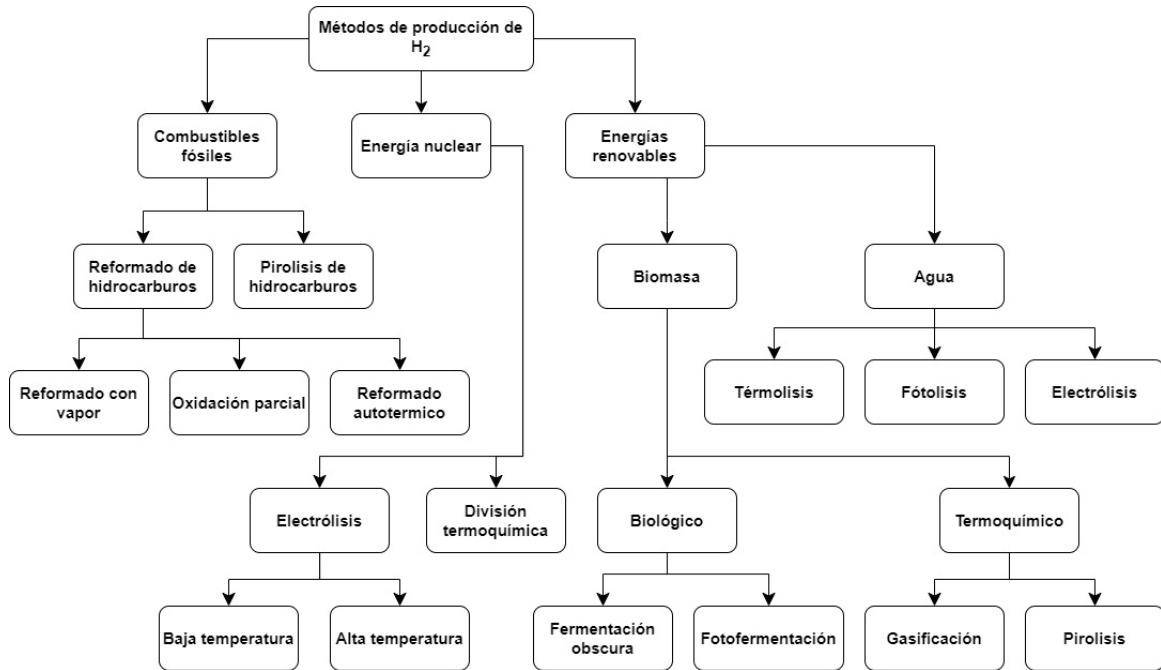 Métodos de producción de
H2
Combustibles
fósiles
Energía nuclear
Energías
renovables
Reformado de
hidrocarburos
Pirolisis de
hidrocarburos
Biomasa
Agua
Reformado con
vapor
Oxidación parcial
Reformado
autotermico
Térmolisis
Fótolisis
Electrólisis
Electrólisis
División
termoquímica
Biológico
Termoquímico
Baja temperatura
Alta temperatura
Fermentación
obscura
Fotofermentación
Gasificación
Pirolisis